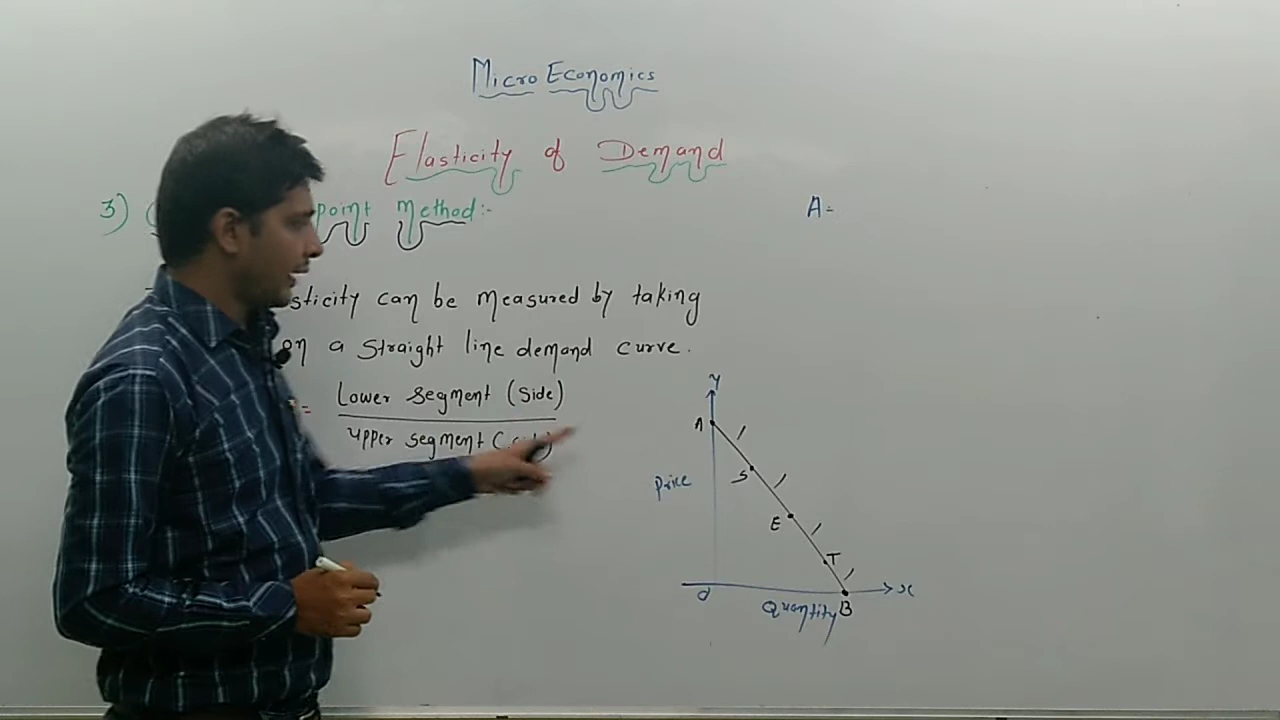 Micro Economics
Elasticity of Demand
3) point Method:-
A=
sticity can be measured by taking
on a straight line demand curve.
= Lower segment (side)
upper segment (
y
A
S
Price
E
T
O
x
Quantity B